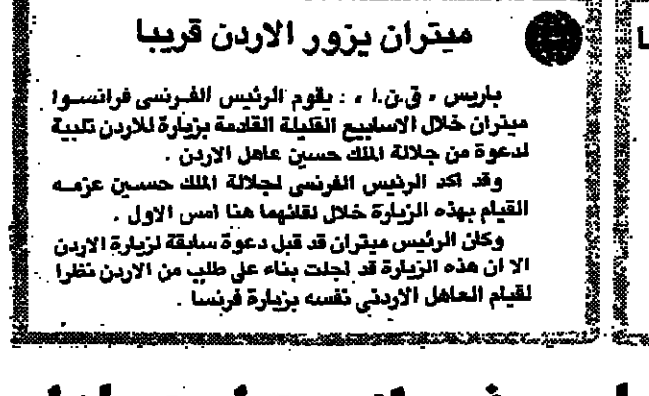 ميتران يزور الاردن قريبا
باريس ، ق.ن.ا ، : يقوم الرئيس الفرنسى فرانسوا
ميتران خلال الاسابيع القليلة القادمة بزيارة للاردن تلبية
لدعوة من جلالة الملك حسين عاهل الاردن .
وقد اكد الرئيس الفرنسى لجلالة الملك حسين عزمه
القيام بهذه الزيارة خلال لقائهما هنا امس الاول .
وكان الرئيس ميتران قد قبل دعوة سابقة لزيارة الاردن
الا ان هذه الزيارة قد اجلت بناء على طلب من الاردن نظرا
لقيام العاهل الاردنى نفسه بزيارة فرنسا .